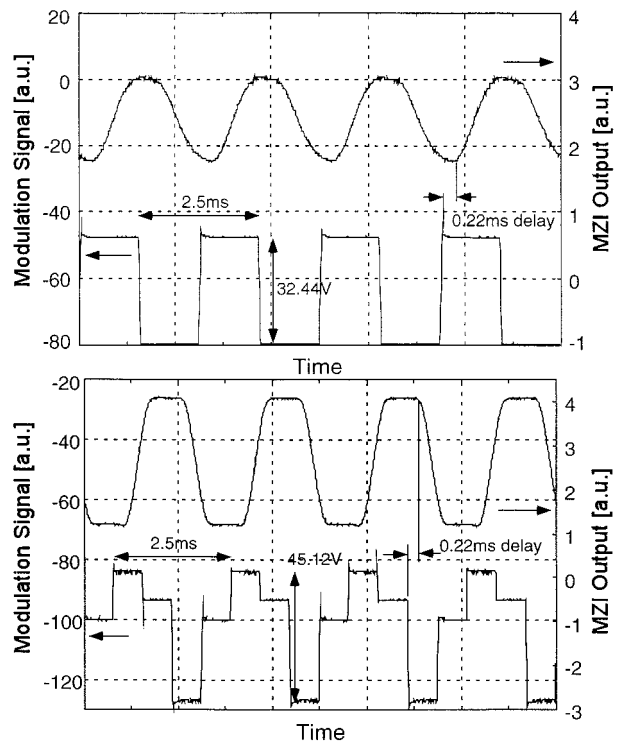 20
0
-20
-40
-60
-80
Modulation Signal [a.u.]
4
3
2
1
0
-1
MZI Output [a.u.]
2.5ms
0.22ms delay
32.44V
Time
-20
-40
-60
-80
-100
-120
Modulation Signal [a.u.]
4
3
2
1
0
-1
-2
-3
MZI Output [a.u.]
2.5ms
45.12V
0.22ms delay
Time